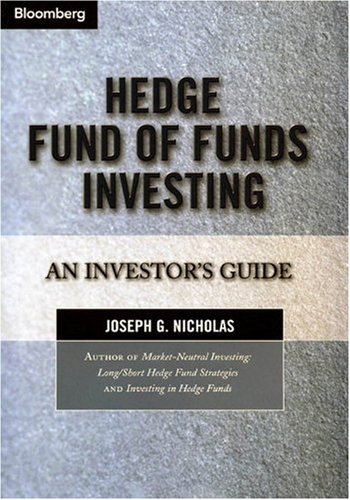 Bloomberg
HEDGE
FUND OF FUNDS
INVESTING
AN INVESTOR'S GUIDE
JOSEPH G. NICHOLAS
AUTHOR OF Market-Neutral Investing:
Long/Short Hedge Fund Strategies
AND Investing in Hedge Funds